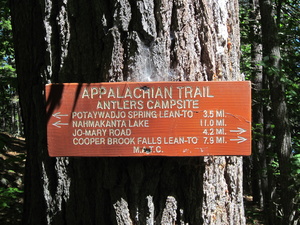 APPALACHIAN TRAIL
ANTLERS CAMPSITE
POTAYWADJO SPRING LEAN-TO 3.5 MI.
NAHMAKANTA LAKE 11.0 MI.
JO-MARY ROAD 4.2 MI.
COOPER BROOK FALLS LEAN-TO 7.9 MI.
M.A.T.C.